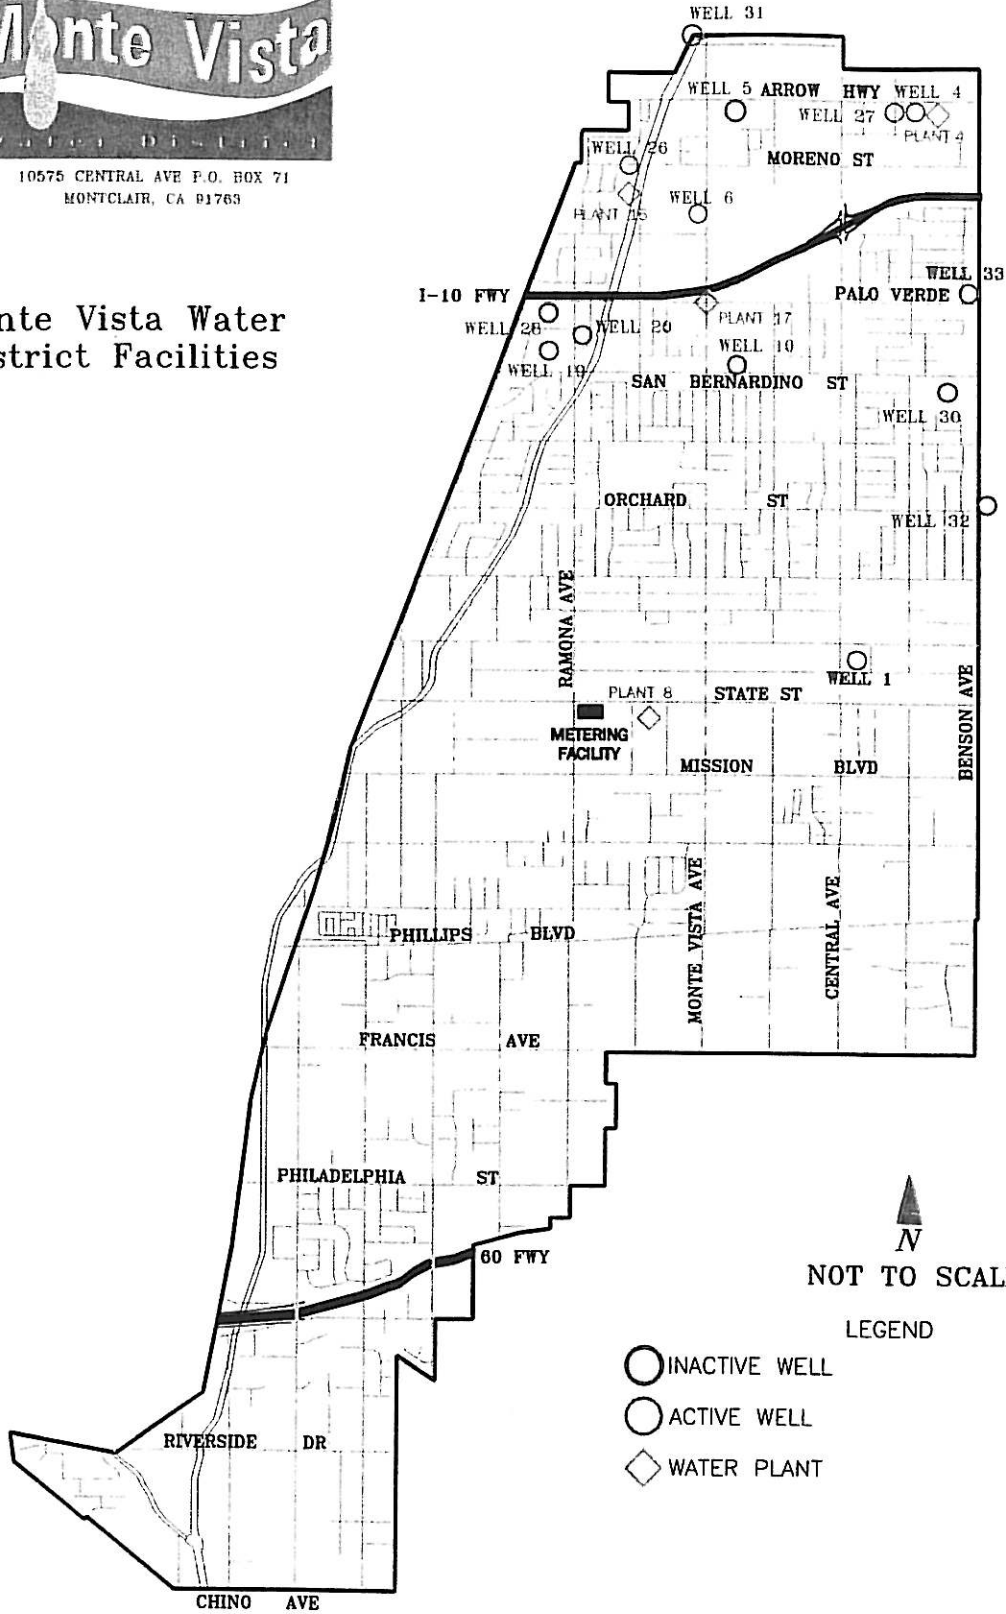 Monte Vista
Water District
10575 CENTRAL AVE P.O. BOX 71
MONTCLAIR, CA 91763
nte Vista Water
strict Facilities
WELL 31
WELL 5
ARROW HWY
WELL 4
WELL 27
PLANT 4
WELL 26
MORENO ST
PLANT 15
WELL 6
WELL 33
I-10 FWY
PALO VERDE
WELL 28
WELL 20
PLANT 17
WELL 19
WELL 10
SAN BERNARDINO ST
WELL 30
ORCHARD ST
WELL 32
RAMONA AVE
WELL 1
PLANT 8
STATE ST
BENSON AVE
METERING
FACILITY
MISSION BLVD
MONTE VISTA AVE
CENTRAL AVE
PHILLIPS BLVD
FRANCIS AVE
PHILADELPHIA ST
60 FWY
N
NOT TO SCAL
LEGEND
INACTIVE WELL
ACTIVE WELL
WATER PLANT
RIVERSIDE DR
CHINO AVE